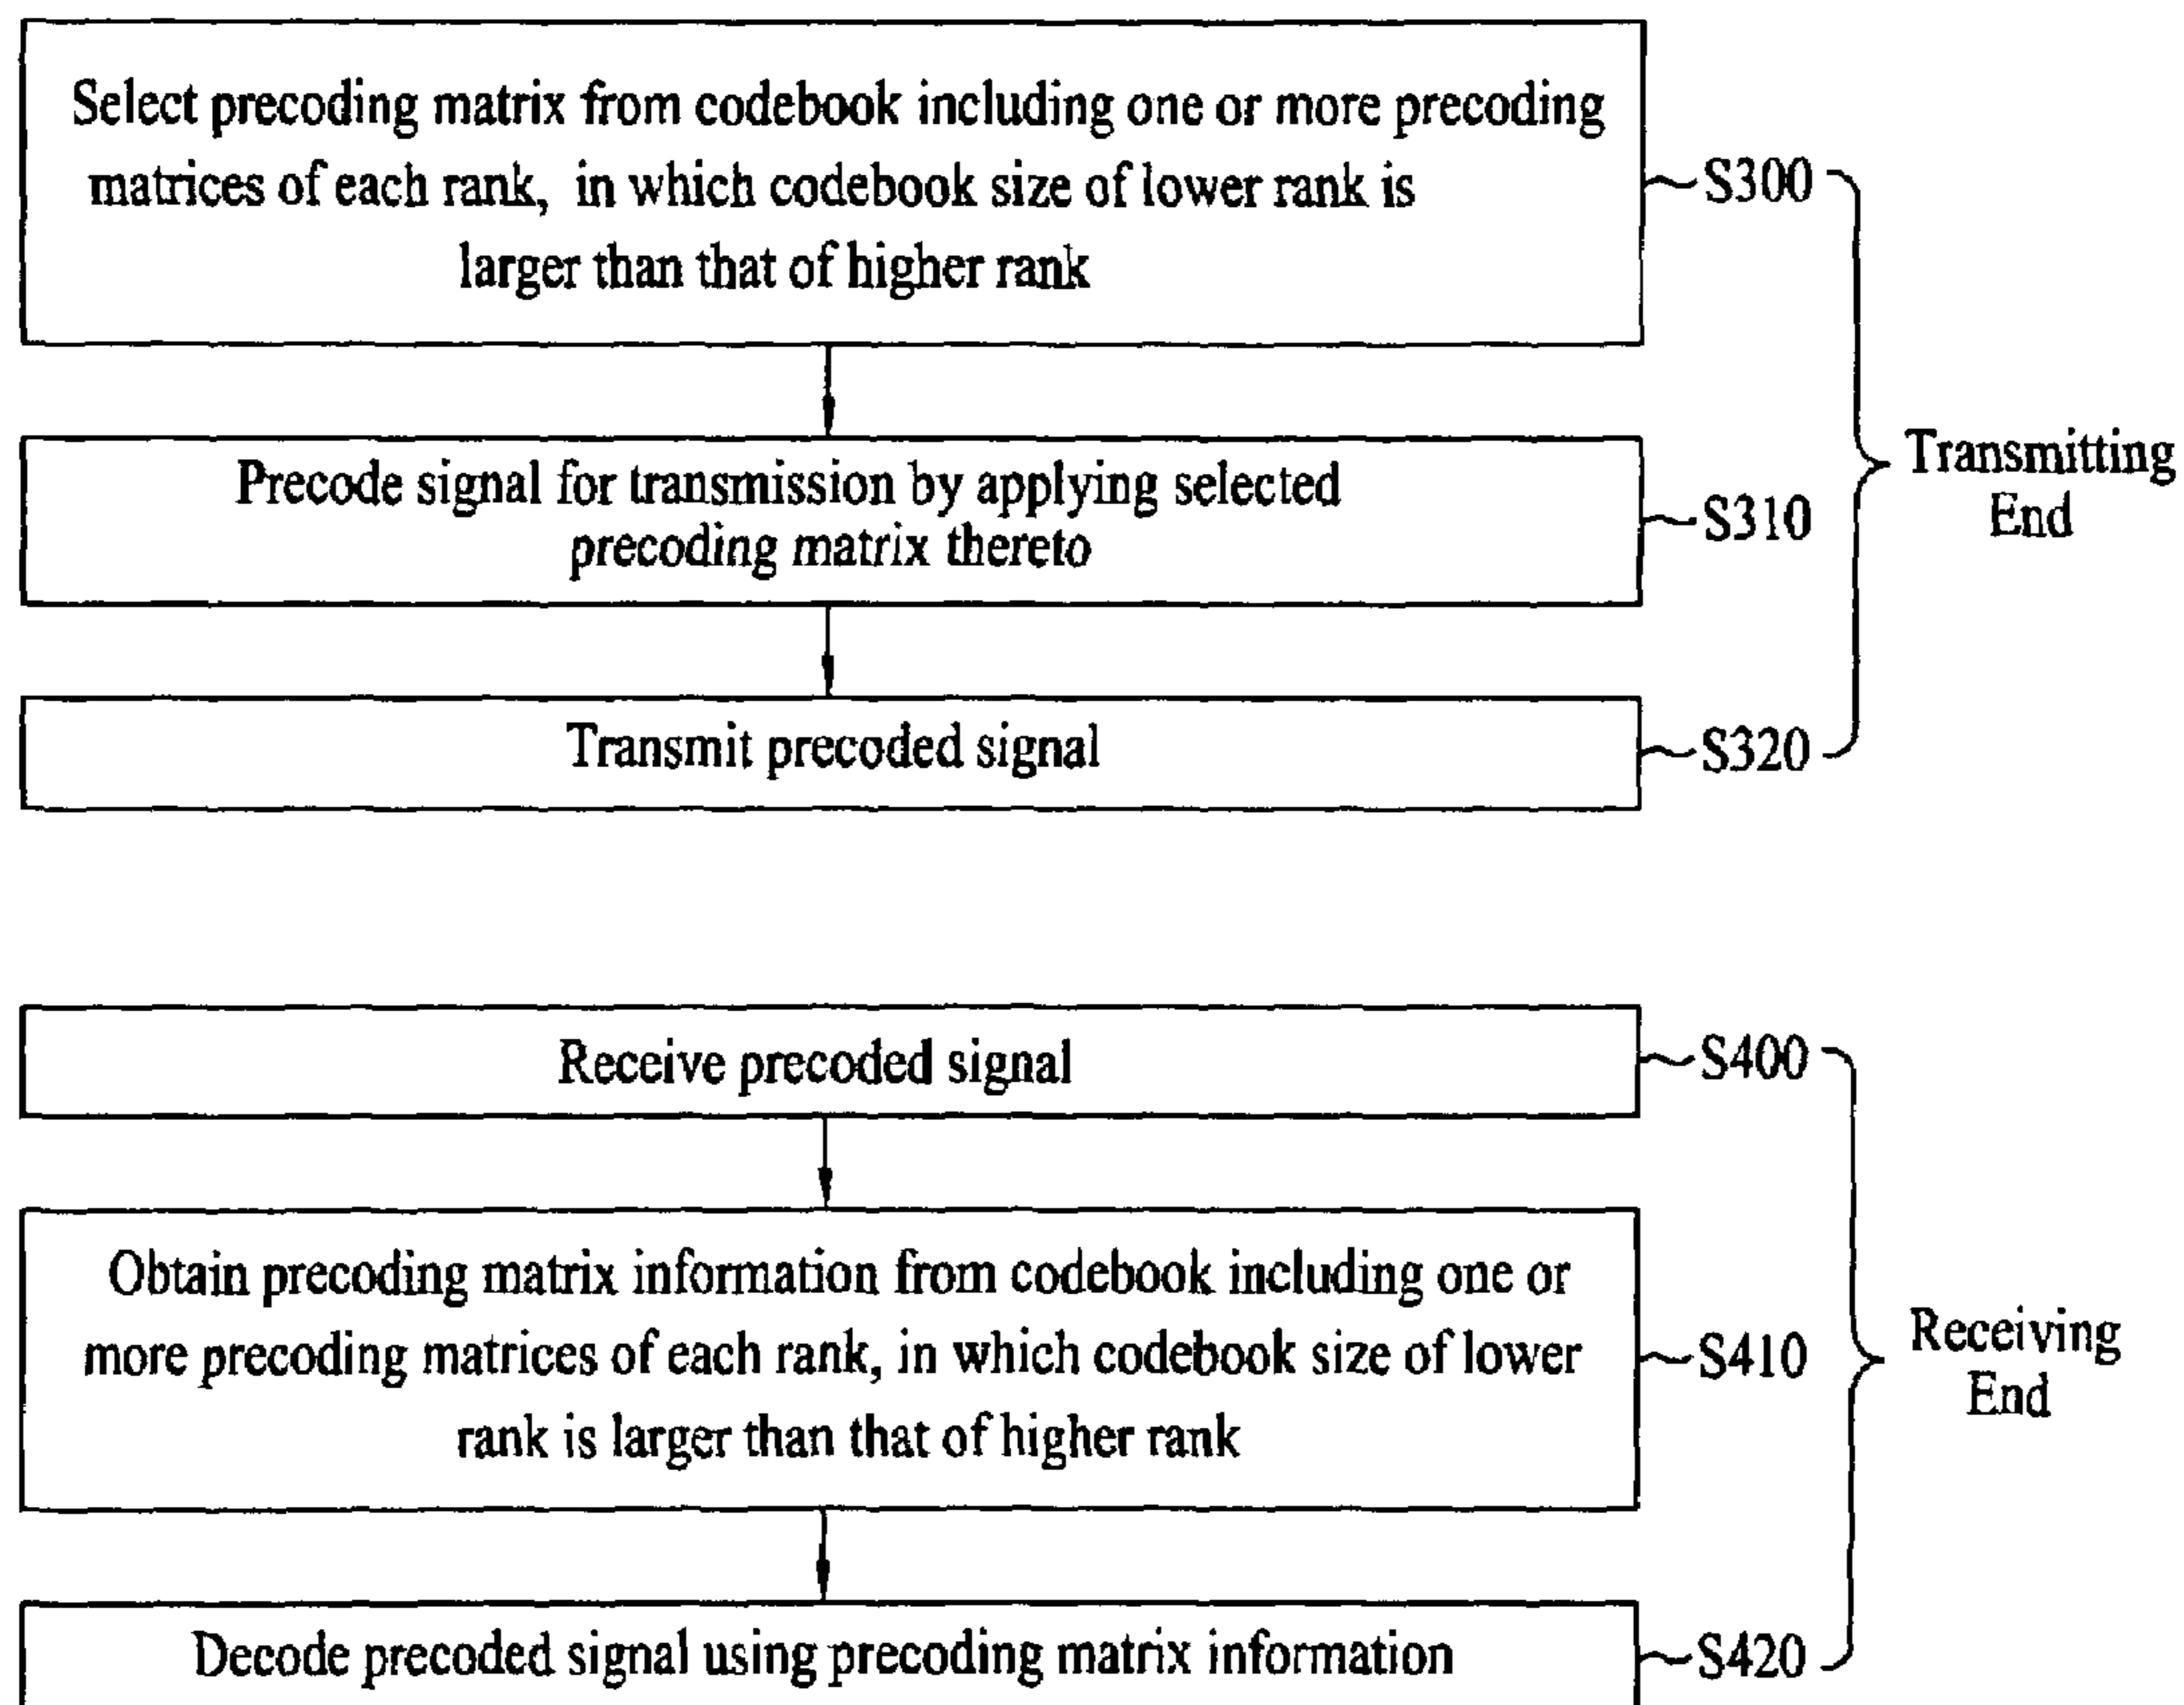 Select precoding matrix from codebook including one or more precoding
matrices of each rank, in which codebook size of lower rank is
larger than that of higher rank
S300
Precode signal for transmission by applying selected
precoding matrix thereto
S310
Transmit precoded signal
S320
Transmitting
End
Receive precoded signal
S400
Obtain precoding matrix information from codebook including one or
more precoding matrices of each rank, in which codebook size of lower
rank is larger than that of higher rank
S410
Decode precoded signal using precoding matrix information
S420
Receiving
End